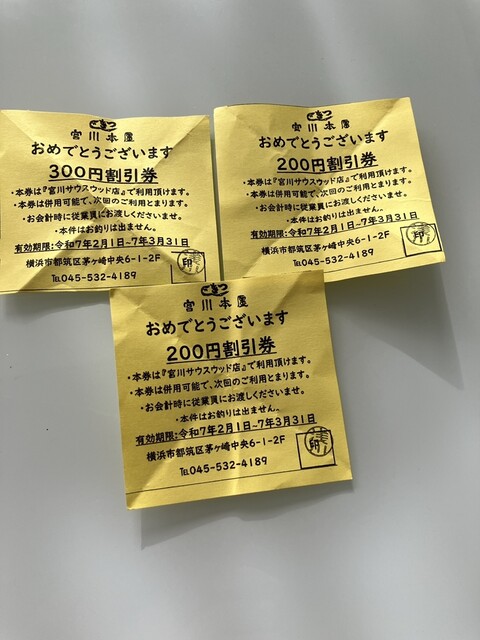 宮川本廛
おめでとうございます
300円割引券
・本券は『宮川サウスウッド店』で利用頂けます。
・本券は併用可能で、次回のご利用とまります。
・お会計時に従業員にお渡しくださいませ。
・本件はお釣りは出ません。
有効期限:令和7年2月1日~7年3月31日
横浜市都筑区茅ヶ崎中央6-1-2F
TEL045-532-4189
印
宮川本廛
おめでとうございます
200円割引券
・本券は『宮川サウスウッド店』で利用頂けます。
・本券は併用可能で、次回のご利用とまります。
・お会計時に従業員にお渡しくださいませ。
・本件はお釣りは出ません。
有効期限:令和7年2月1日~7年3月31日
横浜市都筑区茅ヶ崎中央6-1-2F
TEL045-532-4189
印
宮川本廛
おめでとうございます
200円割引券
・本券は『宮川サウスウッド店』で利用頂けます。
・本券は併用可能で、次回のご利用とまります。
・お会計時に従業員にお渡しくださいませ。
・本件はお釣りは出ません。
有効期限:令和7年2月1日~7年3月31日
横浜市都筑区茅ヶ崎中央6-1-2F
TEL045-532-4189
印